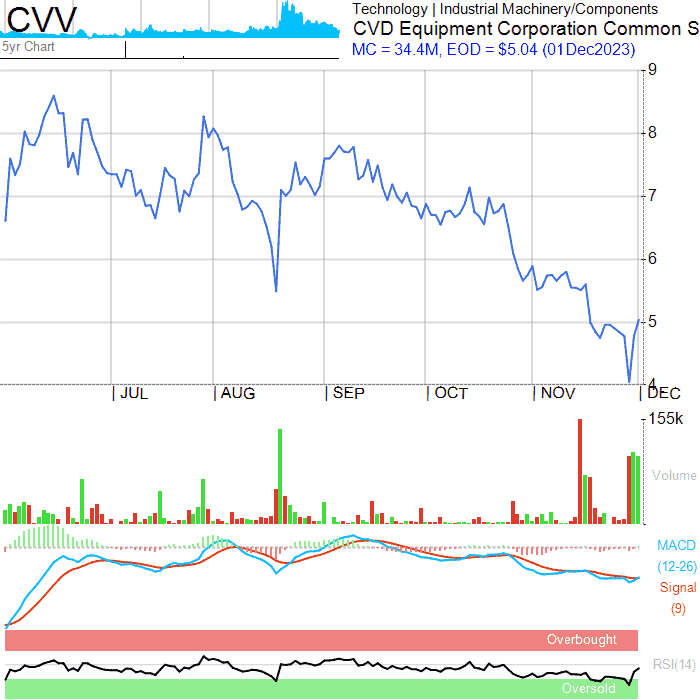 CVV
Technology | Industrial Machinery/Components
CVD Equipment Corporation Common S
MC = 34.4M, EOD = $5.04 (01Dec2023)
5yr Chart
9
8
7
6
5
4
JUL AUG SEP OCT NOV DEC
155k
Volume
MACD
(12-26)
Signal
(9)
Overbought
RSI(14)
Oversold